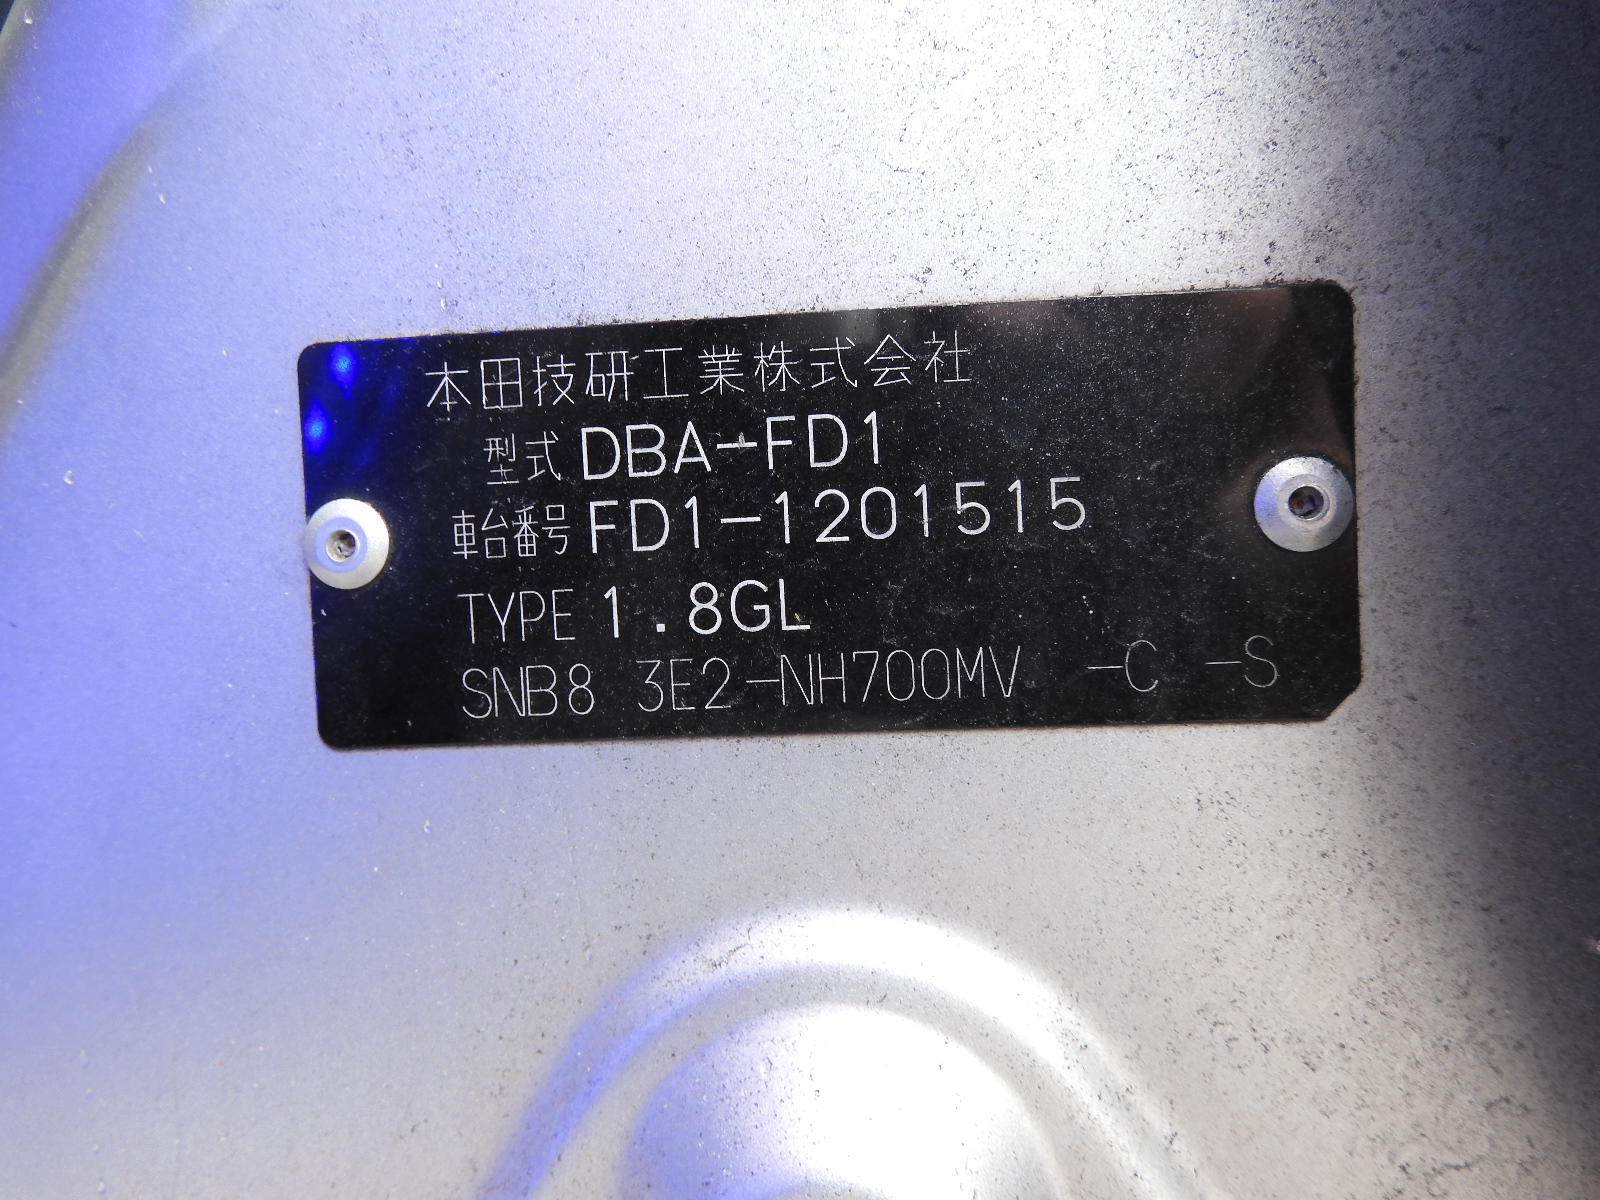 本田技研工業株式会社
型式 DBA-FD1
車台番号 FD1-1201515
TYPE 1.8GL
SNB8 3E2-NH700MV -C -S